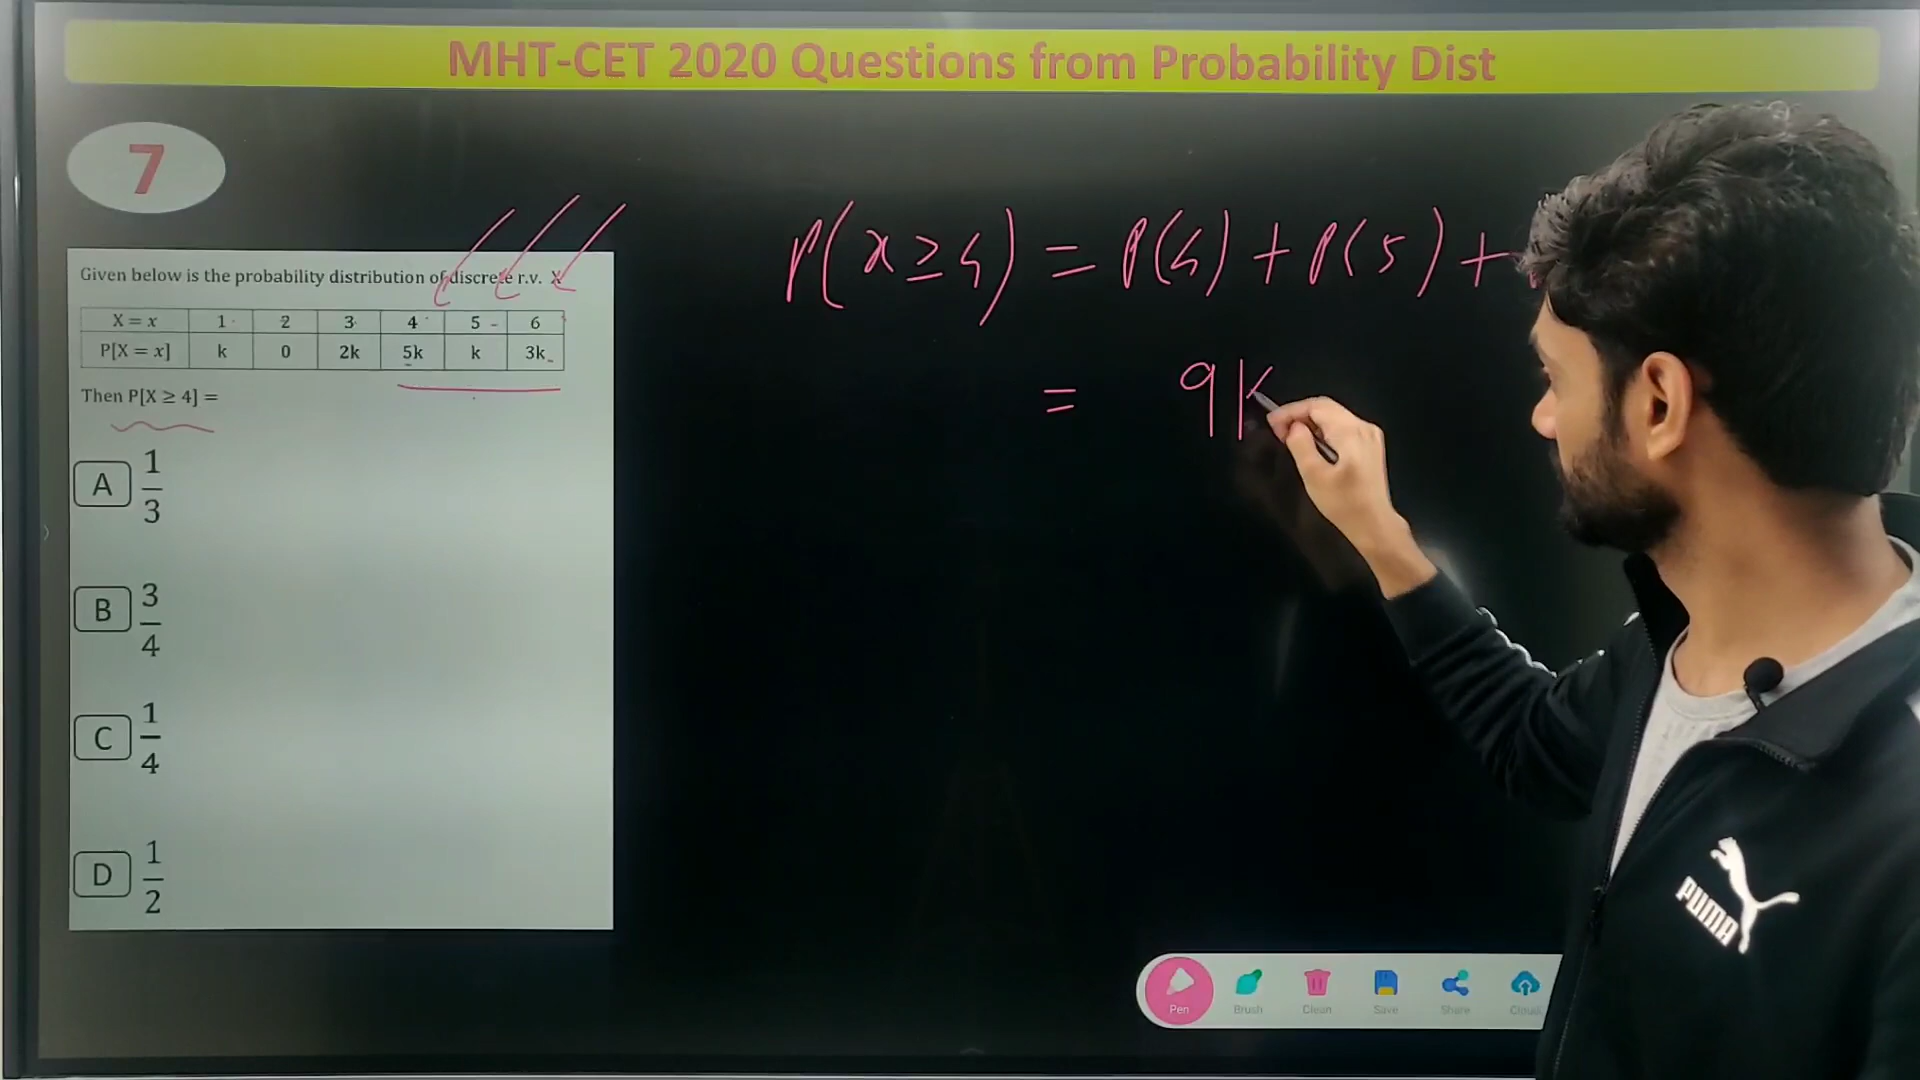 MHT-CET 2020 Questions from Probability Dist
7
P(x≥4) = P(4) + P(5) +
= 9K
Given below is the probability distribution of discrete r.v. X
X = x 1 2 3 4 5 6
P[X = x] k 0 2k 5k k 3k
Then P[X ≥ 4] =
A 1/3
B 3/4
C 1/4
D 1/2
Pen Brush Clean Save Share Cloud
PUMA